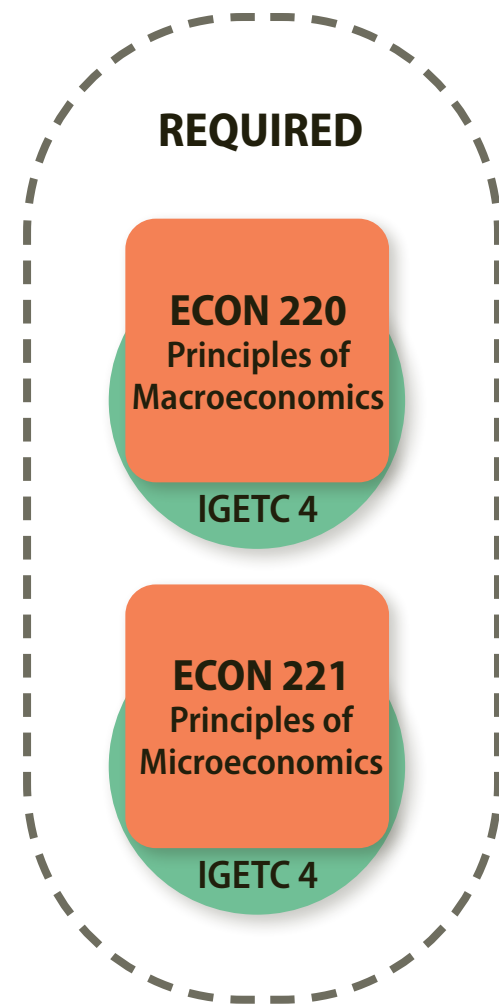 REQUIRED
ECON 220
Principles of
Macroeconomics
IGETC 4
ECON 221
Principles of
Microeconomics
IGETC 4